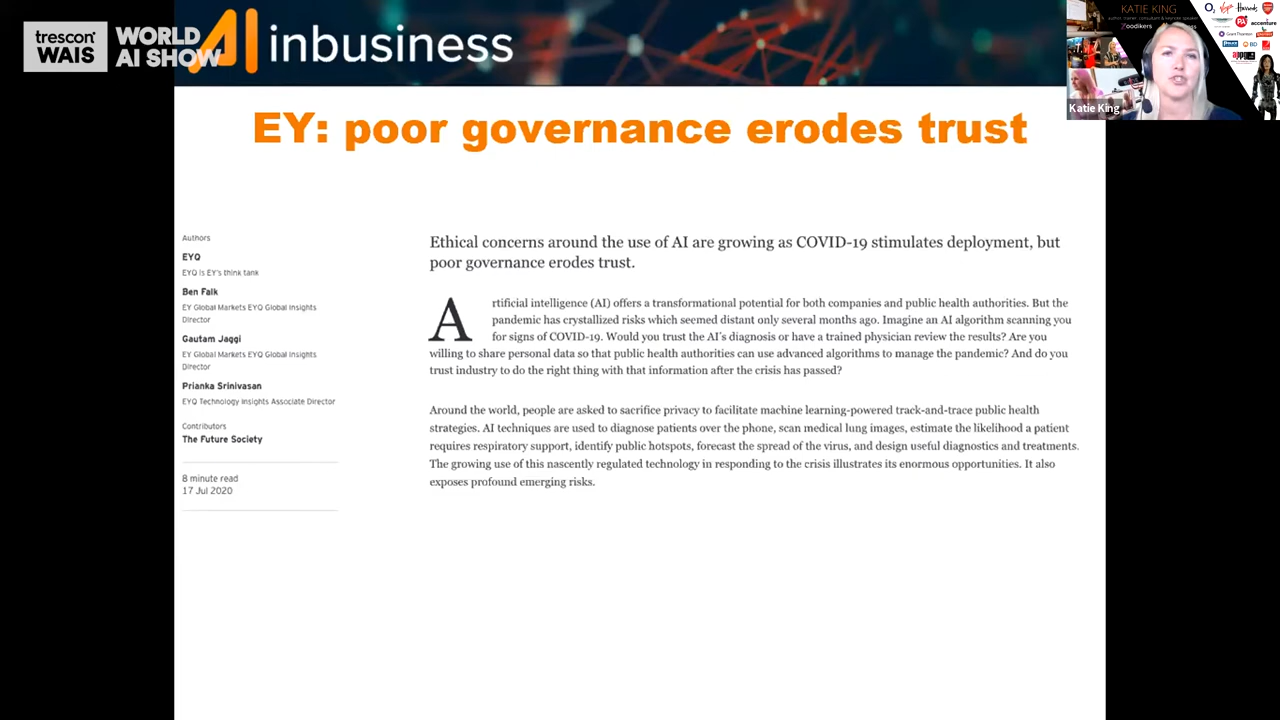 trescon
WAIS
WORLD
AI SHOW
AI inbusiness
KATIE KING
Zoodikers
Katie King
O2
Virgin
Harrods
PA
accenture
Grant Thornton
BD
EY: poor governance erodes trust
Authors
EYQ
EYQ is EY's think tank
Ben Falk
EY Global Markets EYQ Global Insights
Director
Gautam Jaggi
EY Global Markets EYQ Global Insights
Director
Prianka Srinivasan
EYQ Technology Insights Associate Director
Contributors
The Future Society
8 minute read
17 Jul 2020
Ethical concerns around the use of AI are growing as COVID-19 stimulates deployment, but
poor governance erodes trust.
Artificial intelligence (AI) offers a transformational potential for both companies and public health authorities. But the
pandemic has crystallized risks which seemed distant only several months ago. Imagine an AI algorithm scanning you
for signs of COVID-19. Would you trust the AI's diagnosis or have a trained physician review the results? Are you
willing to share personal data so that public health authorities can use advanced algorithms to manage the pandemic? And do you
trust industry to do the right thing with that information after the crisis has passed?
Around the world, people are asked to sacrifice privacy to facilitate machine learning-powered track-and-trace public health
strategies. AI techniques are used to diagnose patients over the phone, scan medical lung images, estimate the likelihood a patient
requires respiratory support, identify public hotspots, forecast the spread of the virus, and design useful diagnostics and treatments.
The growing use of this nascently regulated technology in responding to the crisis illustrates its enormous opportunities. It also
exposes profound emerging risks.